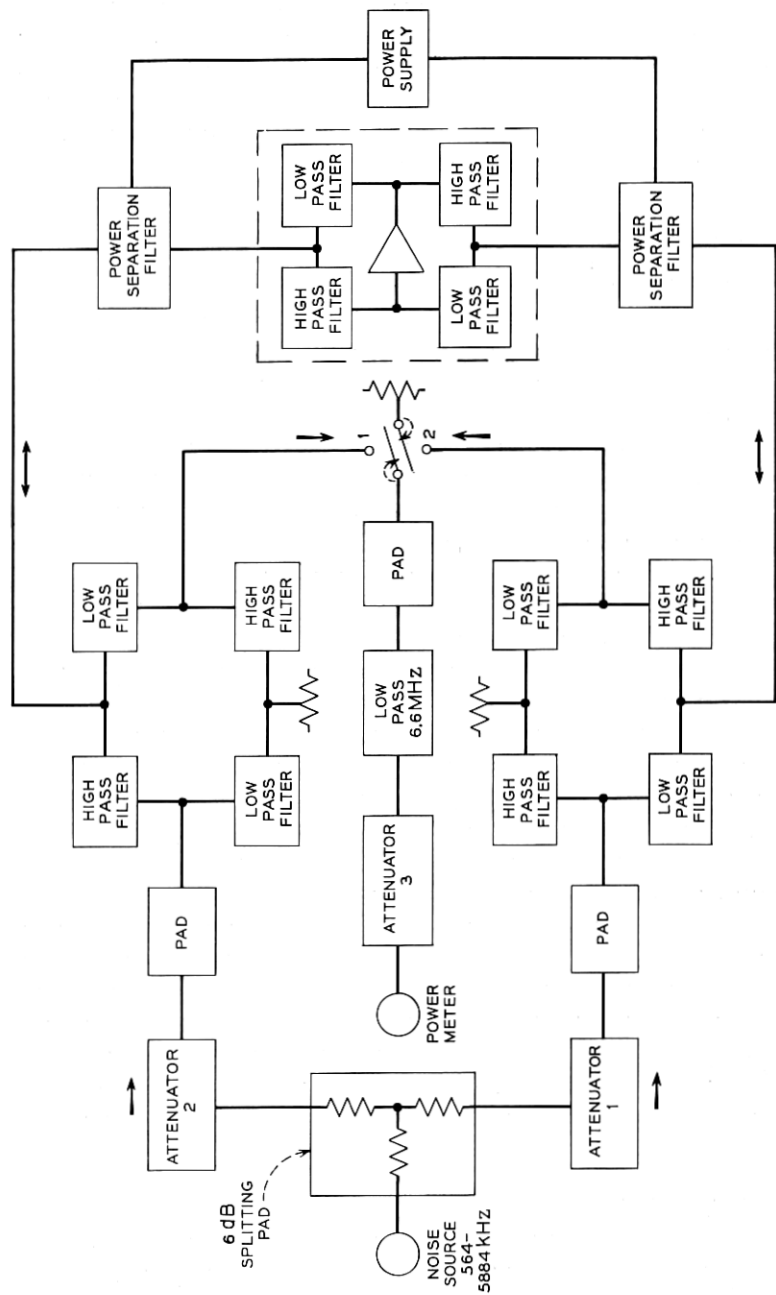 POWER
SUPPLY
POWER
SEPARATION
FILTER
LOW
PASS
FILTER
HIGH
PASS
FILTER
HIGH
PASS
FILTER
LOW
PASS
FILTER
POWER
SEPARATION
FILTER
1
2
LOW
PASS
FILTER
HIGH
PASS
FILTER
HIGH
PASS
FILTER
LOW
PASS
FILTER
PAD
LOW
PASS
6.6MHZ
LOW
PASS
FILTER
HIGH
PASS
FILTER
HIGH
PASS
FILTER
LOW
PASS
FILTER
PAD
ATTENUATOR
3
PAD
POWER
METER
ATTENUATOR
2
ATTENUATOR
1
6 dB
SPLITTING
PAD
NOISE
SOURCE
564-
5884 KHZ